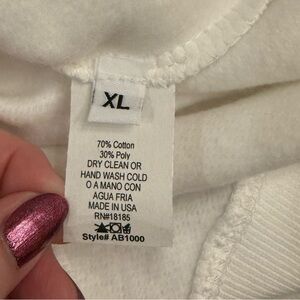 XL
70% Cotton
30% Poly
DRY CLEAN OR
HAND WASH COLD
O A MANO CON
AGUA FRIA
MADE IN USA
RN#18185
Style# AB1000